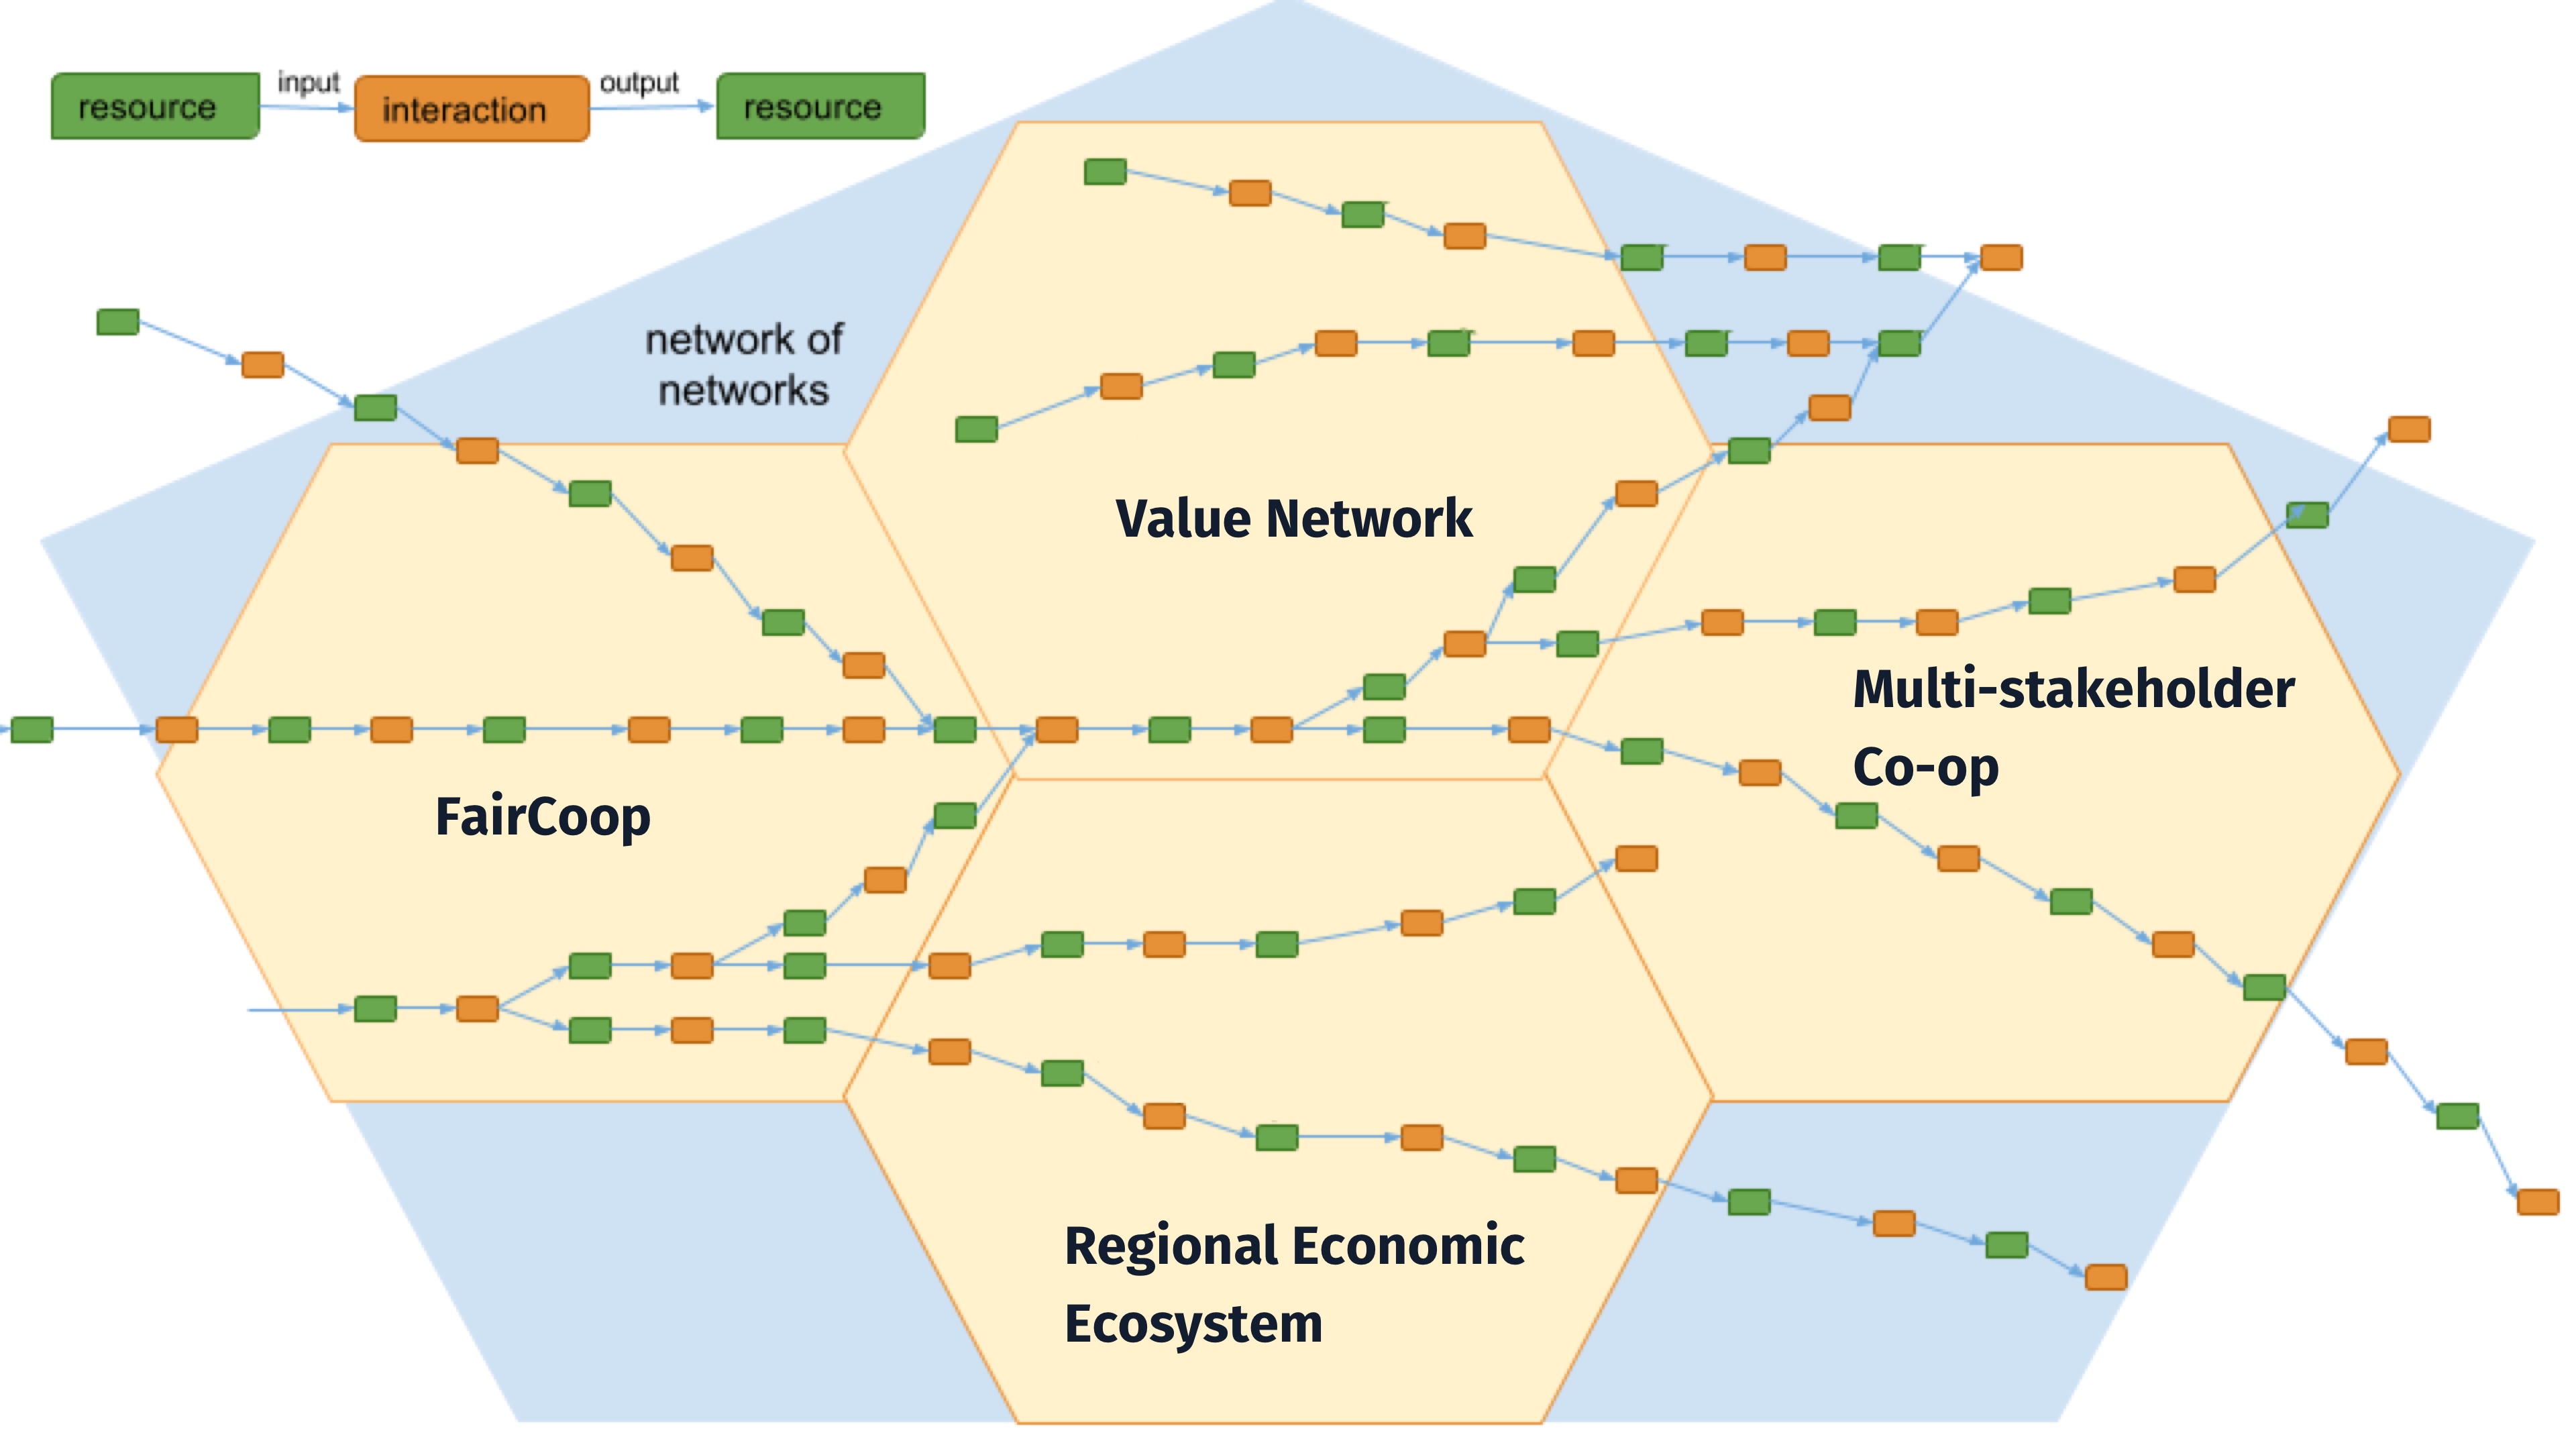 resource
input
interaction
output
resource
network of
networks
Value Network
Multi-stakeholder
Co-op
FairCoop
Regional Economic
Ecosystem